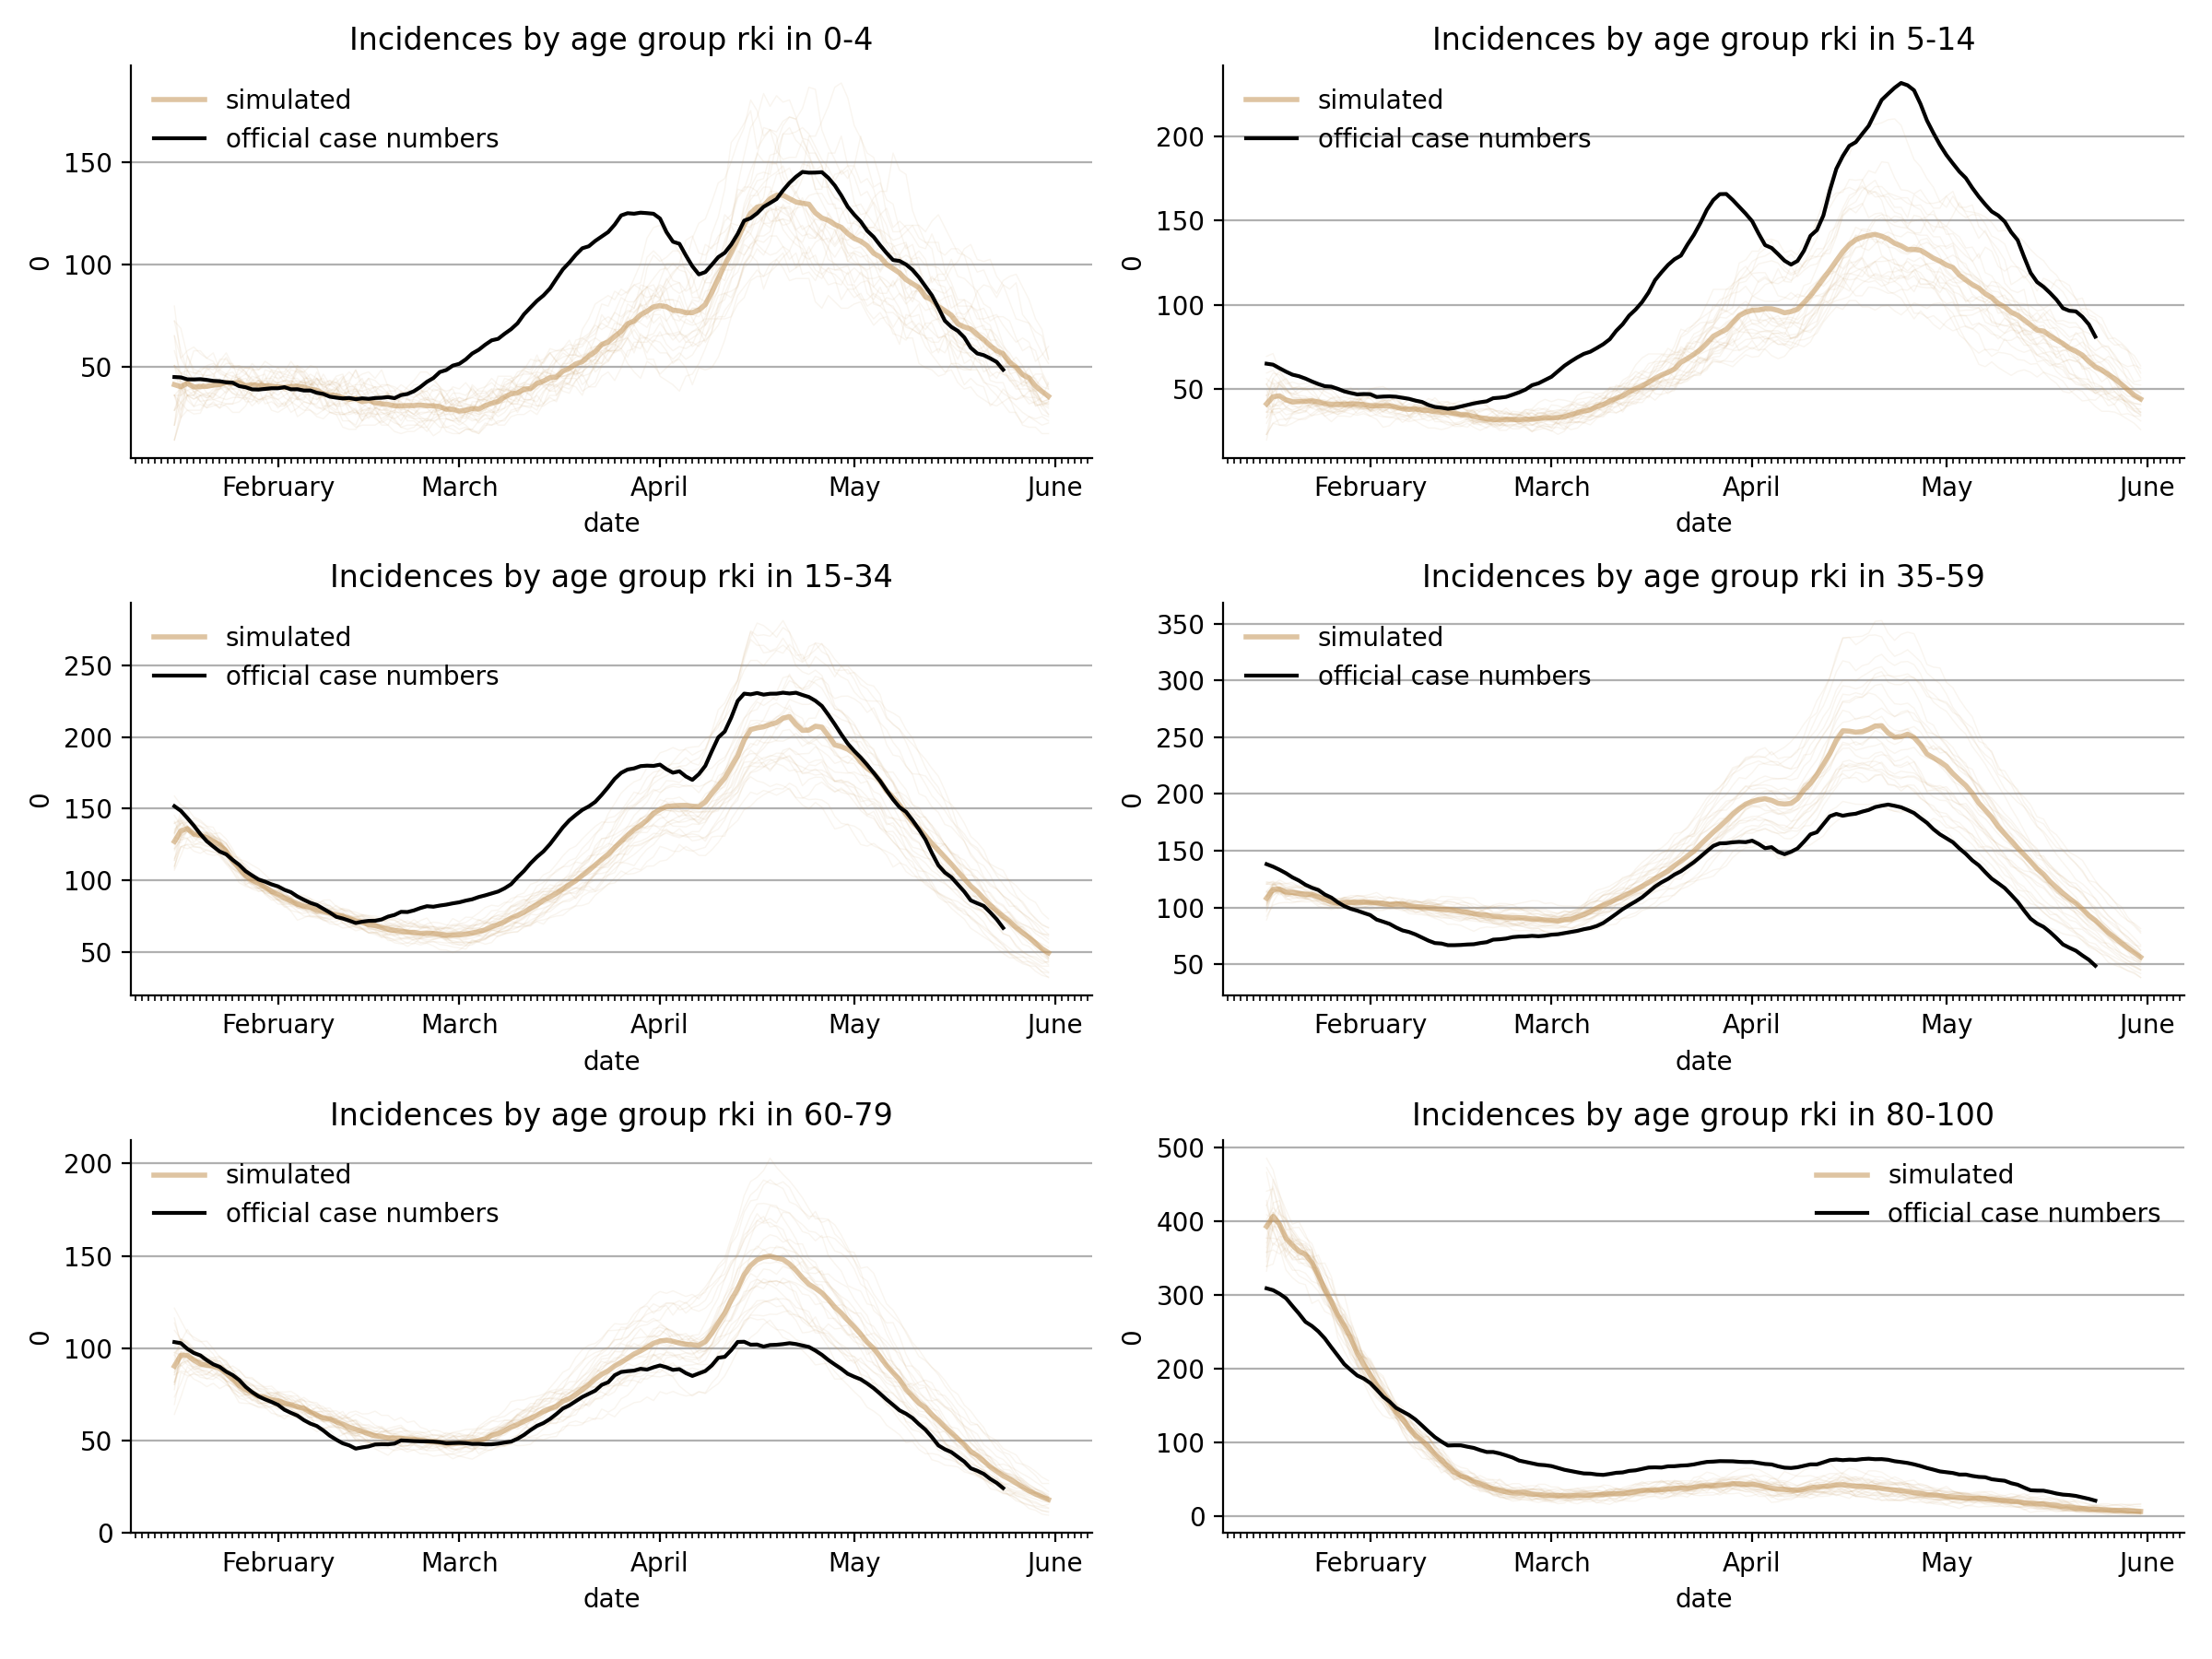 Incidences by age group rki in 0-4
simulated
official case numbers
150
100
50
0
February March April May June
date
Incidences by age group rki in 5-14
simulated
official case numbers
200
150
100
50
0
February March April May June
date
Incidences by age group rki in 15-34
simulated
official case numbers
250
200
150
100
50
0
February March April May June
date
Incidences by age group rki in 35-59
simulated
official case numbers
350
300
250
200
150
100
50
0
February March April May June
date
Incidences by age group rki in 60-79
simulated
official case numbers
200
150
100
50
0
0
February March April May June
date
Incidences by age group rki in 80-100
simulated
official case numbers
500
400
300
200
100
0
0
February March April May June
date